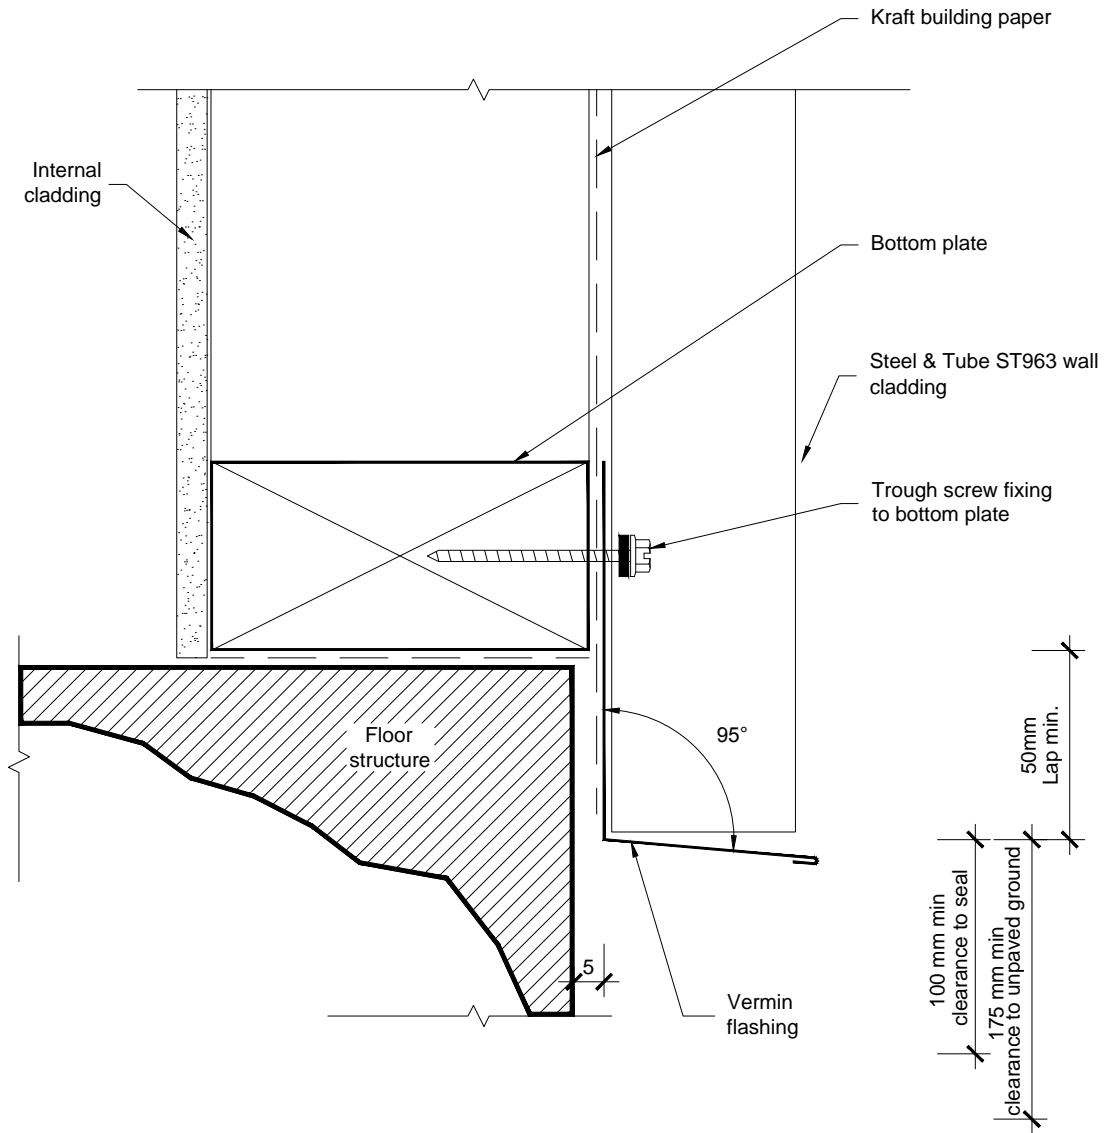 Kraft building paper
Internal
cladding
Bottom plate
Steel & Tube ST963 wall
cladding
Trough screw fixing
to bottom plate
Floor
structure
95°
50mm
Lap min.
5
Vermin
flashing
100 mm min
clearance to seal
175 mm min
clearance to unpaved ground